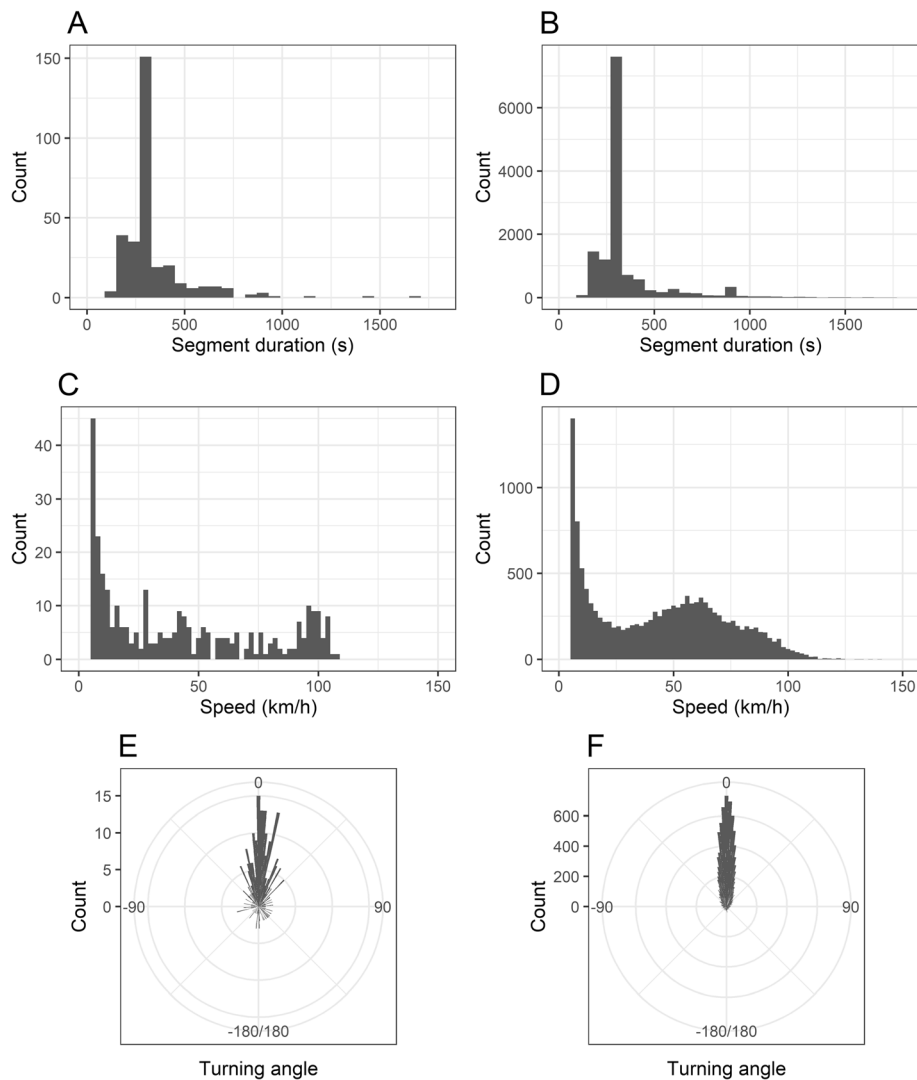 A
B
150
100
50
0
Count
0 500 1000 1500
Segment duration (s)
6000
4000
2000
0
Count
0 500 1000 1500
Segment duration (s)
C
D
40
30
20
10
0
Count
0 50 100 150
Speed (km/h)
1000
500
0
Count
0 50 100 150
Speed (km/h)
E
F
15
10
5
0
Count
0
-90
90
-180/180
Turning angle
600
400
200
0
Count
0
-90
90
-180/180
Turning angle